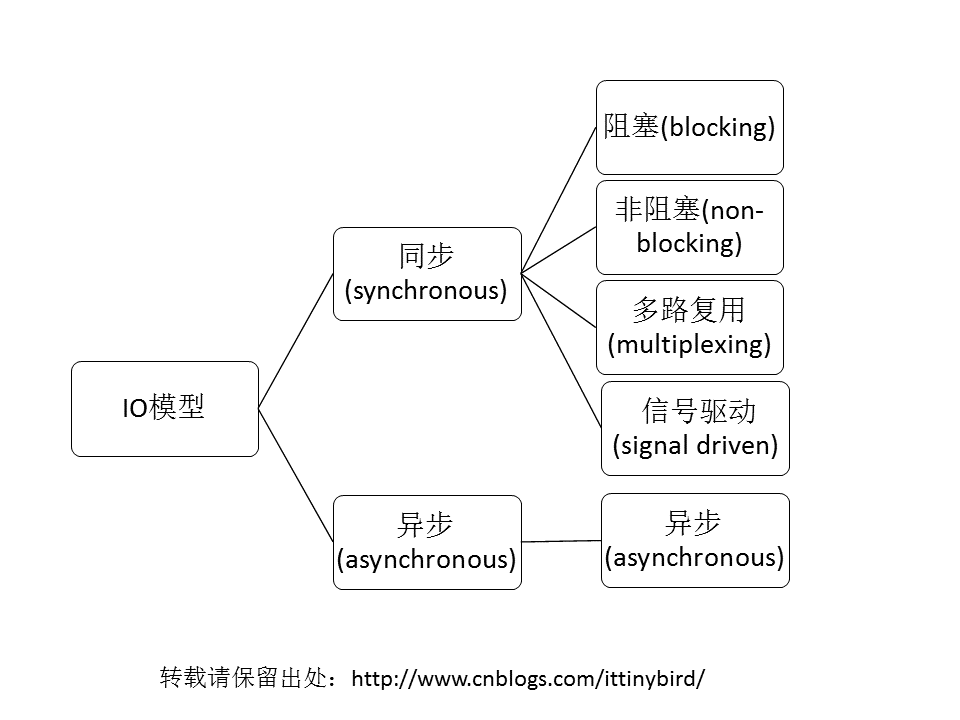 阻塞(blocking)
非阻塞(non-
blocking)
同步
(synchronous)
多路复用
(multiplexing)
IO模型
信号驱动
(signal driven)
异步
(asynchronous)
异步
(asynchronous)
转载请保留出处：http://www.cnblogs.com/ittinybird/